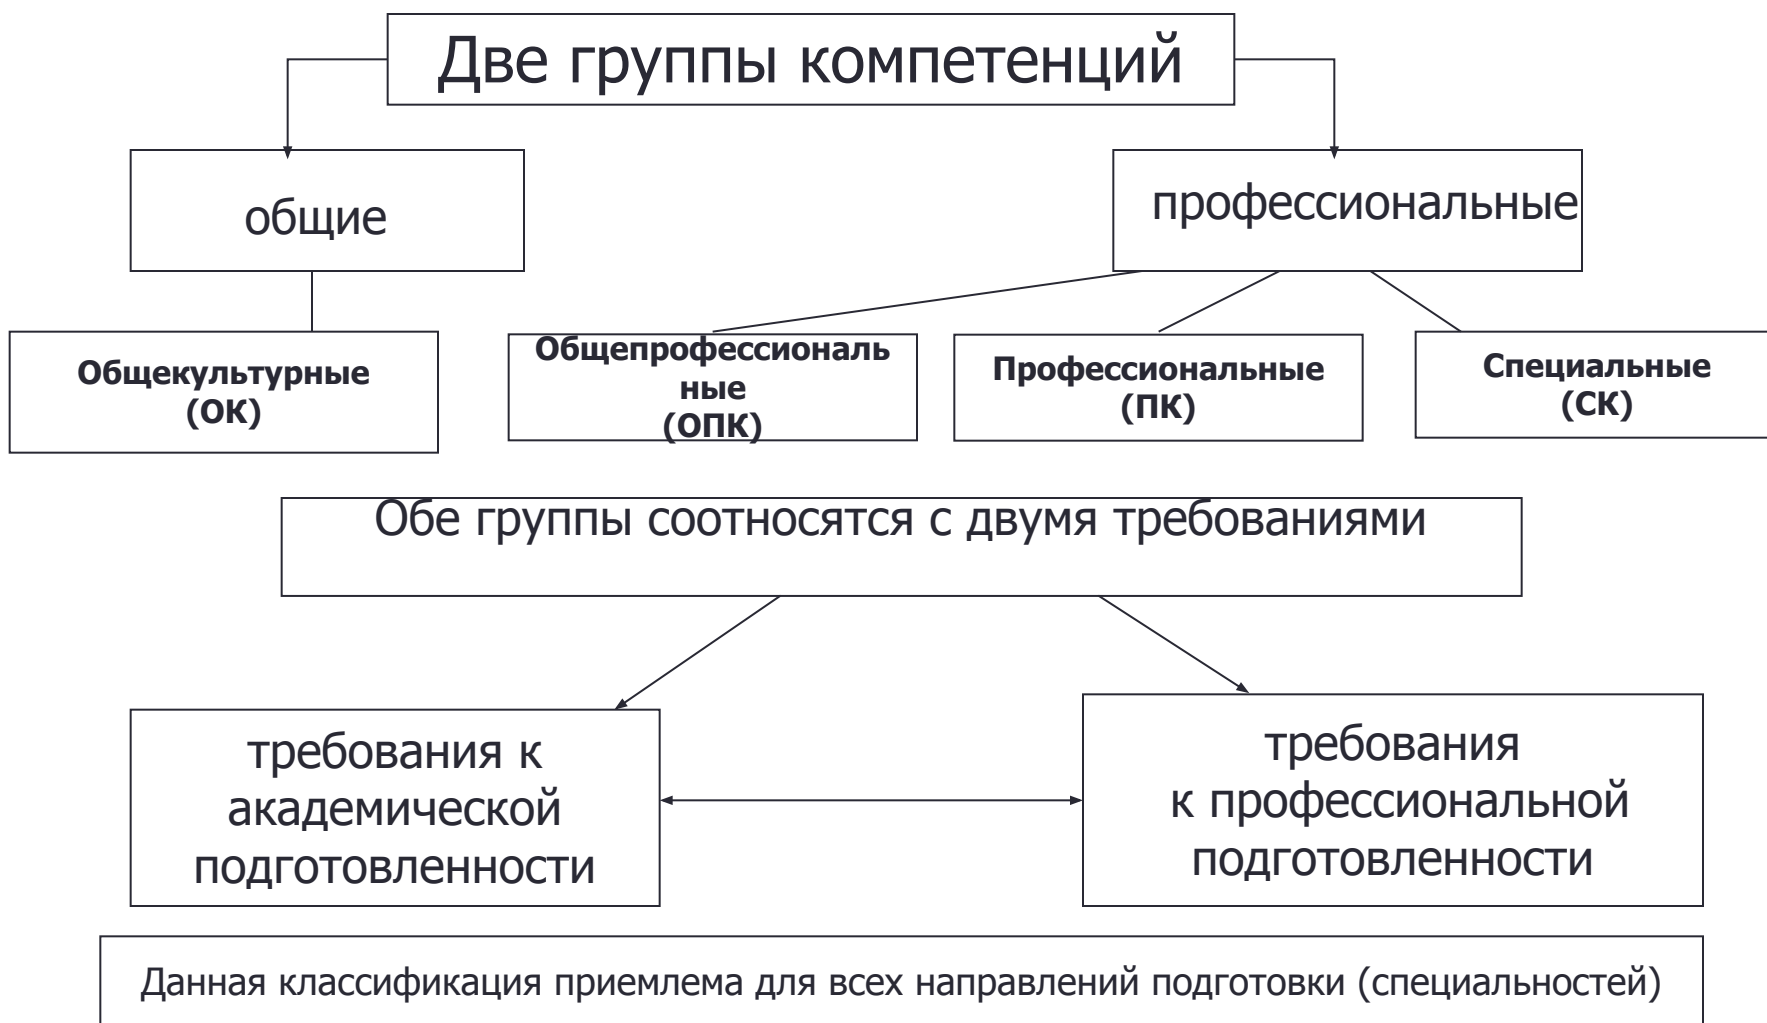 Две группы компетенций
общие
профессиональные
Общекультурные
(ОК)
Общепрофессиональ
ные
(ОПК)
Профессиональные
(ПК)
Специальные
(СК)
Обе группы соотносятся с двумя требованиями
требования к
академической
подготовленности
требования
к профессиональной
подготовленности
Данная классификация приемлема для всех направлений подготовки (специальностей)